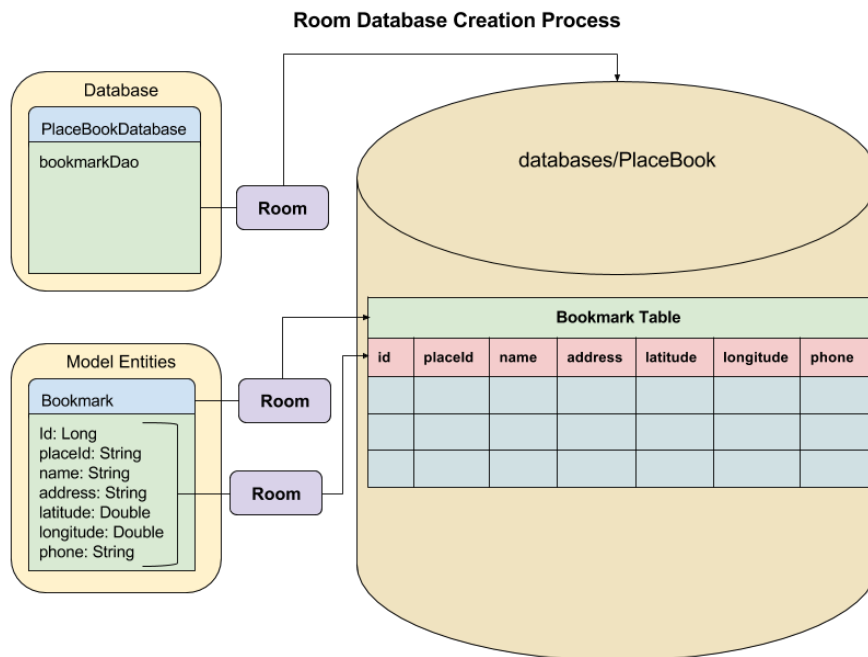 Room Database Creation Process
Database
PlaceBookDatabase
bookmarkDao
Room
databases/PlaceBook
Model Entities
Bookmark
Id: Long
placeId: String
name: String
address: String
latitude: Double
longitude: Double
phone: String
Room
Room
Bookmark Table
id placeId name address latitude longitude phone